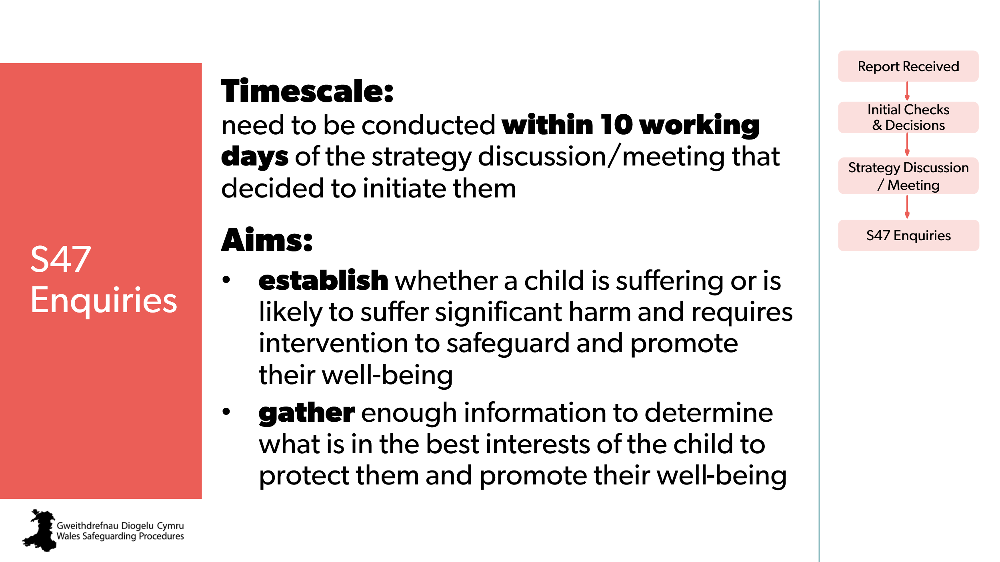 S47
Enquiries
Timescale:
need to be conducted within 10 working
days of the strategy discussion/meeting that
decided to initiate them
Aims:
• establish whether a child is suffering or is
likely to suffer significant harm and requires
intervention to safeguard and promote
their well-being
• gather enough information to determine
what is in the best interests of the child to
protect them and promote their well-being
Report Received
Initial Checks
& Decisions
Strategy Discussion
/ Meeting
S47 Enquiries
Gweithdrefnau Diogelu Cymru
Wales Safeguarding Procedures